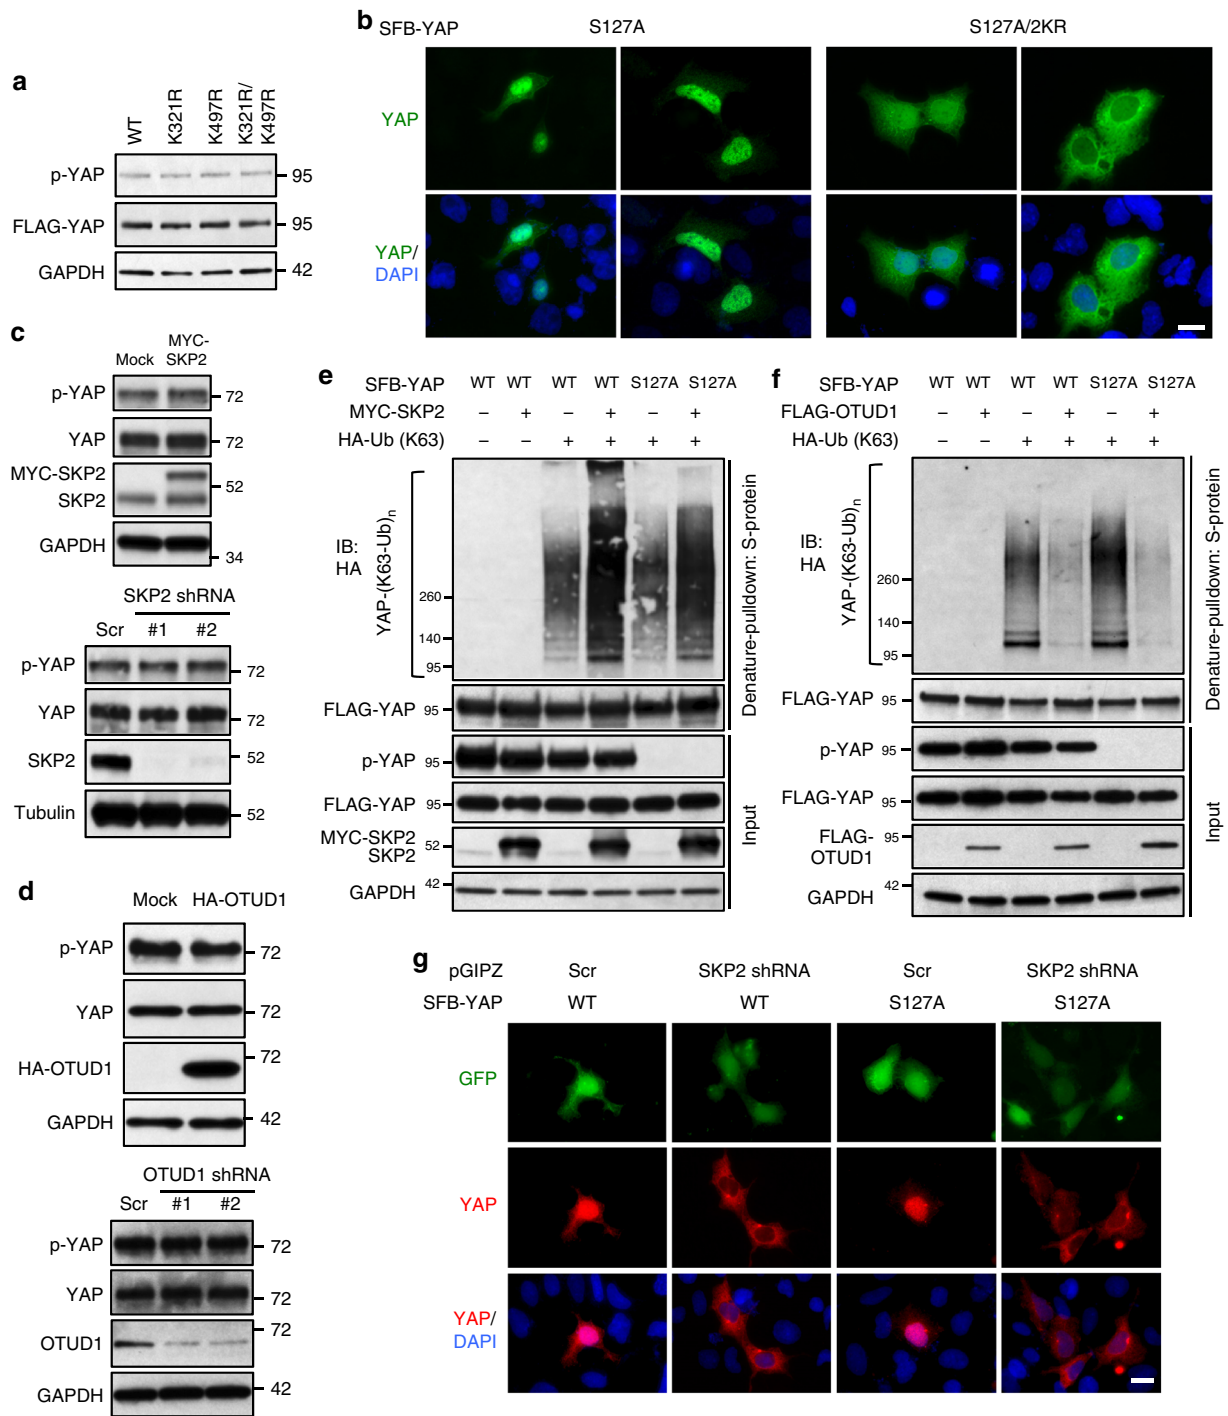 a
WT
K321R
K497R
K321R/
K497R
p-YAP
95
FLAG-YAP
95
GAPDH
42
b
SFB-YAP
S127A
S127A/2KR
YAP
YAP/
DAPI
c
Mock
MYC-
SKP2
p-YAP
72
YAP
72
MYC-SKP2
SKP2
52
GAPDH
34
SKP2 shRNA
Scr #1 #2
p-YAP
72
YAP
72
SKP2
52
Tubulin
52
d
Mock HA-OTUD1
p-YAP
72
YAP
72
HA-OTUD1
72
GAPDH
42
OTUD1 shRNA
Scr #1 #2
p-YAP
72
YAP
72
OTUD1
72
GAPDH
42
e
SFB-YAP WT WT WT WT S127A S127A
MYC-SKP2 – + – + – +
HA-Ub (K63) – – + + + +
IB:
HA
YAP-(K63-Ub)n
260
140
95
FLAG-YAP 95
p-YAP 95
FLAG-YAP 95
MYC-SKP2
SKP2
52
GAPDH
42
Denature-pulldown: S-protein
Input
f
SFB-YAP WT WT WT WT S127A S127A
FLAG-OTUD1 – + – + – +
HA-Ub (K63) – – + + + +
IB:
HA
YAP-(K63-Ub)n
260
140
95
FLAG-YAP 95
p-YAP 95
FLAG-YAP 95
FLAG-
OTUD1
95
GAPDH
42
Denature-pulldown: S-protein
Input
g
pGIPZ Scr SKP2 shRNA Scr SKP2 shRNA
SFB-YAP WT WT S127A S127A
GFP
YAP
YAP/
DAPI